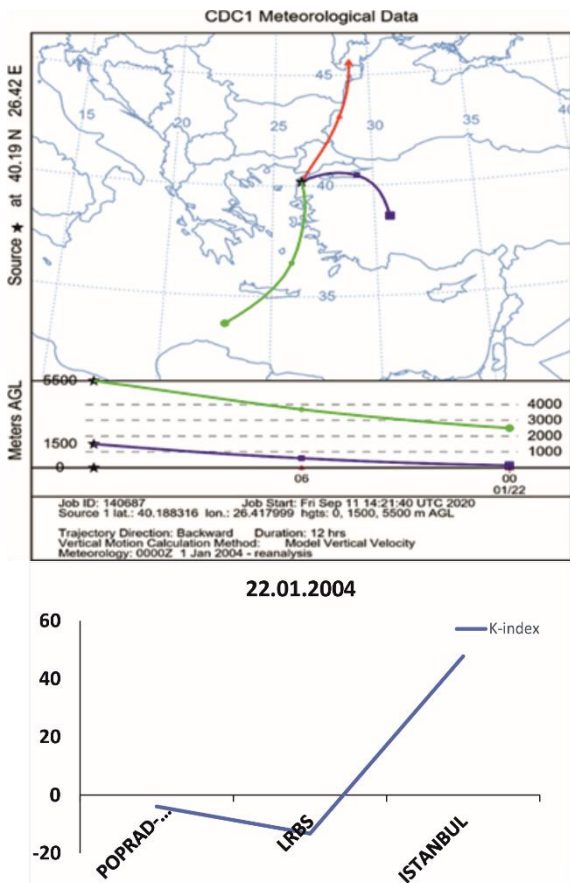 CDC1 Meteorological Data
Source ★ at 40.19 N 26.42 E
45
40
15
20
25
30
35
40
35
Meters AGL
5500
1500
0
4000
3000
2000
1000
06
00
01/22
Job ID: 140687 Job Start: Fri Sep 11 14:21:40 UTC 2020
Source 1 lat.: 40.188316 lon.: 26.417999 hgts: 0, 1500, 5500 m AGL
Trajectory Direction: Backward Duration: 12 hrs
Vertical Motion Calculation Method: Model Vertical Velocity
Meteorology: 0000Z 1 Jan 2004 - reanalysis
22.01.2004
K-index
60
40
20
0
-20
POPRAD-...
LRBS
ISTANBUL